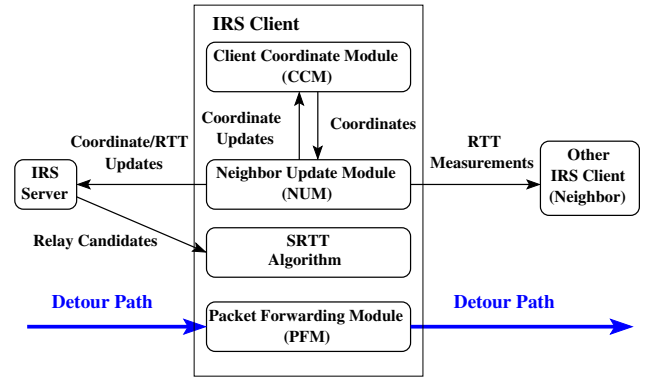 IRS Client
Client Coordinate Module
(CCM)
Coordinate
Updates
Coordinates
Coordinate/RTT
Updates
RTT
Measurements
IRS
Server
Neighbor Update Module
(NUM)
Other
IRS Client
(Neighbor)
Relay Candidates
SRTT
Algorithm
Detour Path
Packet Forwarding Module
(PFM)
Detour Path